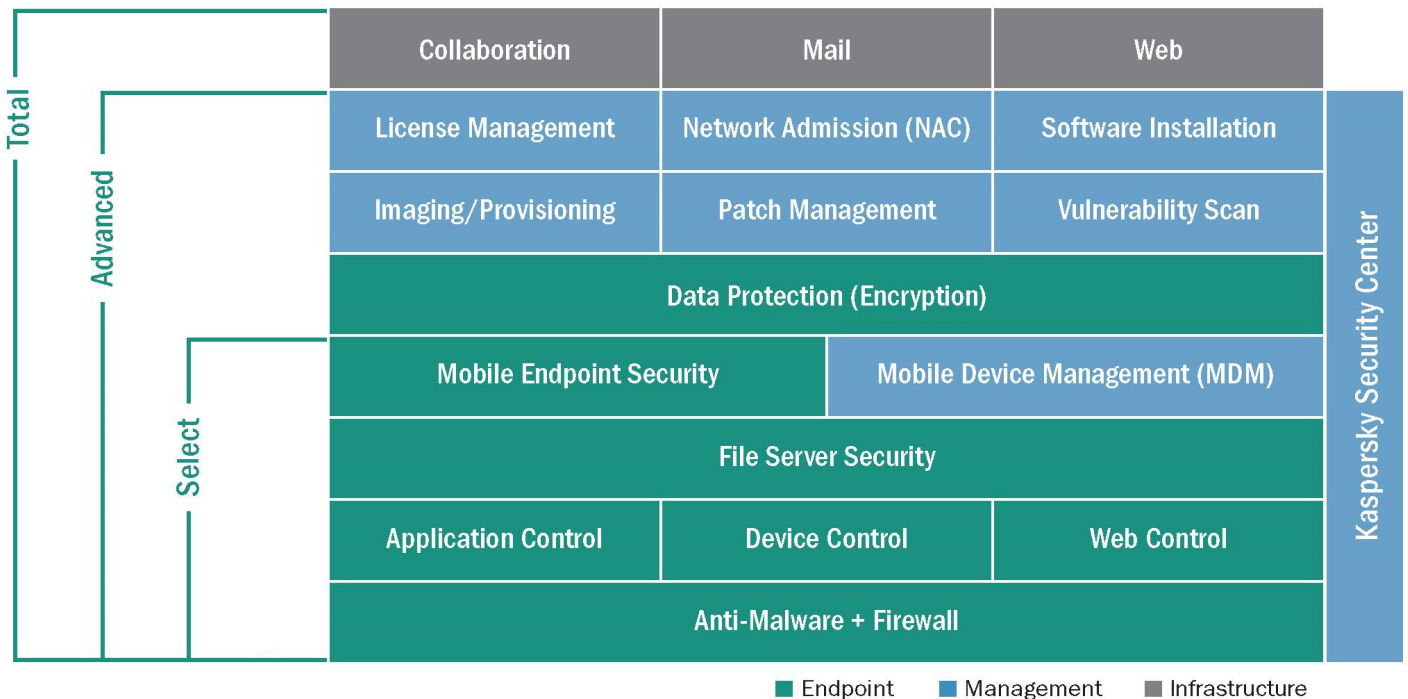 Total
Advanced
Select
Collaboration
Mail
Web
License Management
Network Admission (NAC)
Software Installation
Imaging/Provisioning
Patch Management
Vulnerability Scan
Data Protection (Encryption)
Mobile Endpoint Security
Mobile Device Management (MDM)
File Server Security
Application Control
Device Control
Web Control
Anti-Malware + Firewall
Kaspersky Security Center
Endpoint
Management
Infrastructure